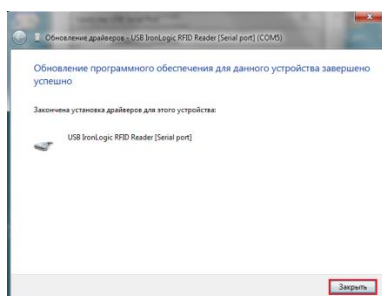 Обновление драйверов - USB IronLogic RFID Reader [Serial port] (COM5)
Обновление программного обеспечения для данного устройства завершено
успешно
Закончена установка драйверов для этого устройства:
USB IronLogic RFID Reader [Serial port]
Закрыть